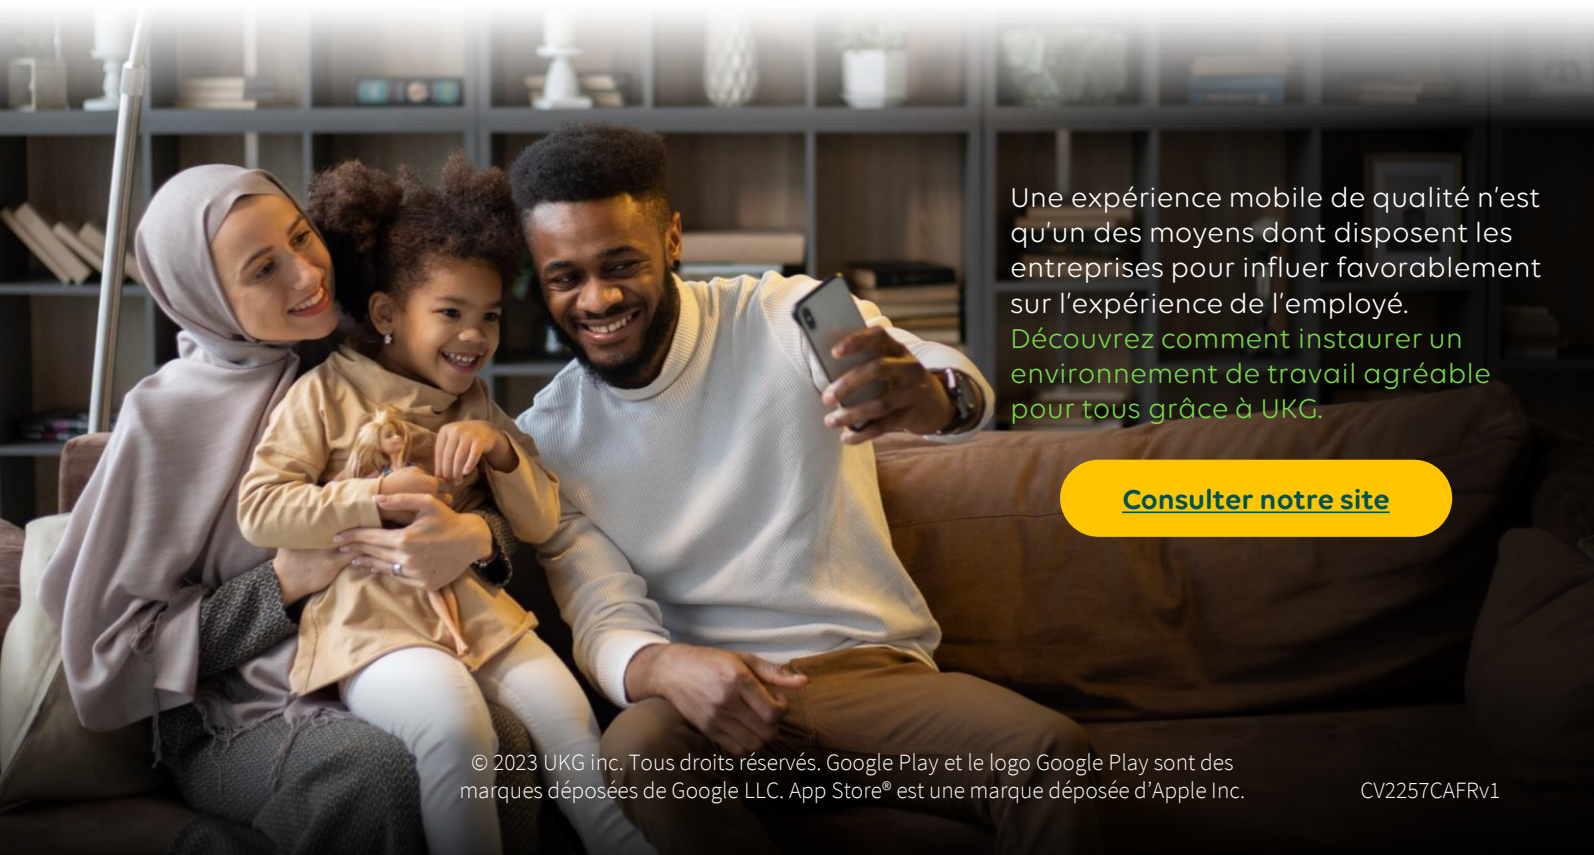 Une expérience mobile de qualité n’est
qu’un des moyens dont disposent les
entreprises pour influer favorablement
sur l’expérience de l’employé.
Découvrez comment instaurer un
environnement de travail agréable
pour tous grâce à UKG.
Consulter notre site
© 2023 UKG inc. Tous droits réservés. Google Play et le logo Google Play sont des
marques déposées de Google LLC. App Store® est une marque déposée d’Apple Inc.
CV2257CAFRv1